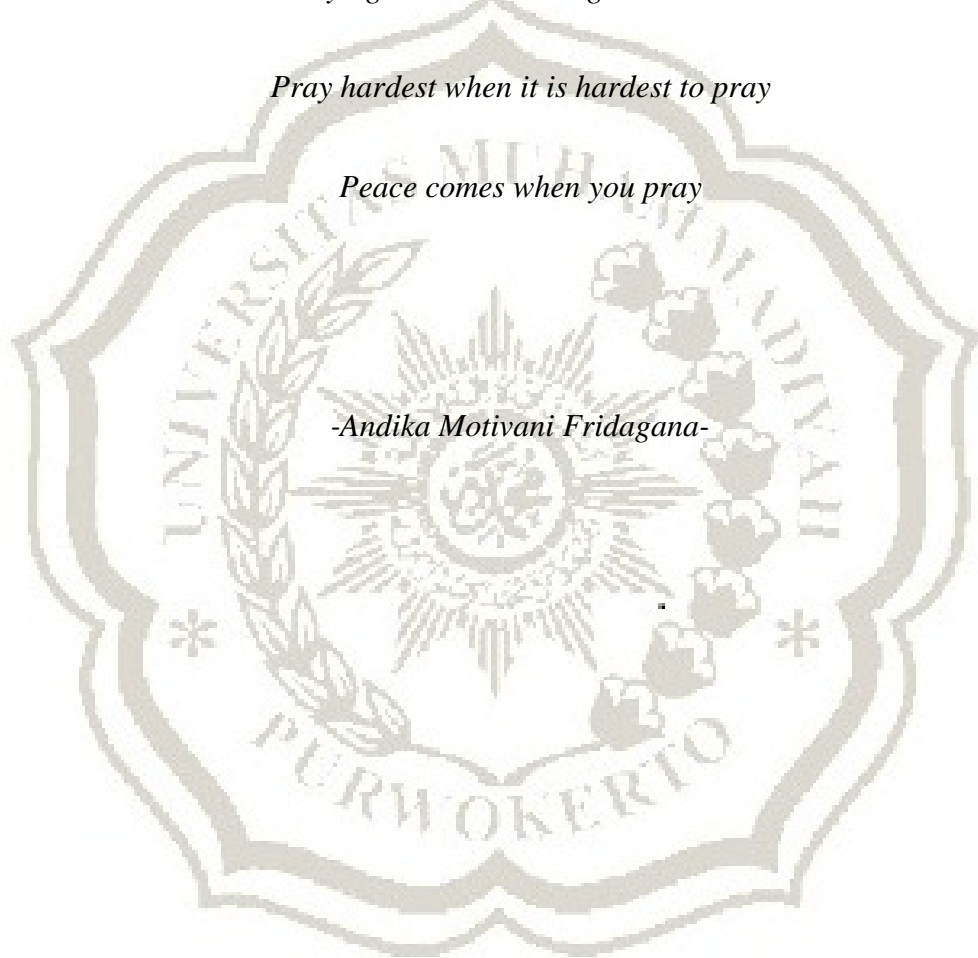 Pray hardest when it is hardest to pray
Peace comes when you pray
-Andika Motivani Fridagana-
UNIVERSITAS MUHAMMADIYAH
PURWOKERTO